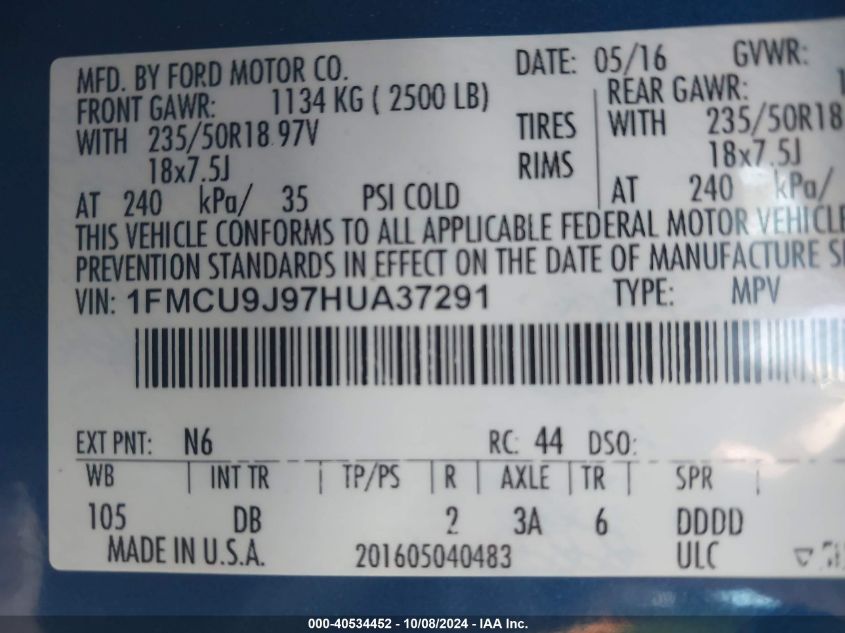 MFD. BY FORD MOTOR CO. DATE: 05/16 GVWR:
FRONT GAWR: 1134 KG ( 2500 LB) REAR GAWR:
WITH 235/50R18 97V TIRES WITH 235/50R18
18x7.5J RIMS 18x7.5J
AT 240 kPa/ 35 PSI COLD AT 240 kPa/
THIS VEHICLE CONFORMS TO ALL APPLICABLE FEDERAL MOTOR VEHICLE
PREVENTION STANDARDS IN EFFECT ON THE DATE OF MANUFACTURE
VIN: 1FMCU9J97HUA37291 TYPE: MPV
EXT PNT: N6 RC: 44 DSO:
WB INT TR TP/PS R AXLE TR SPR
105 DB 2 3A 6 DDDD
MADE IN U.S.A. 201605040483 ULC
000-40534452 - 10/08/2024 - IAA Inc.